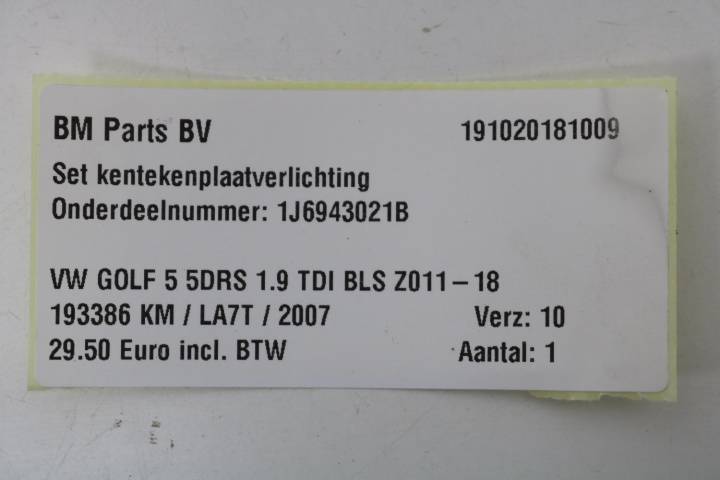 BM Parts BV 191020181009
Set kentekenplaatverlichting
Onderdeelnummer: 1J6943021B
VW GOLF 5 5DRS 1.9 TDI BLS Z011-18
193386 KM / LA7T / 2007 Verz: 10
29.50 Euro incl. BTW Aantal: 1